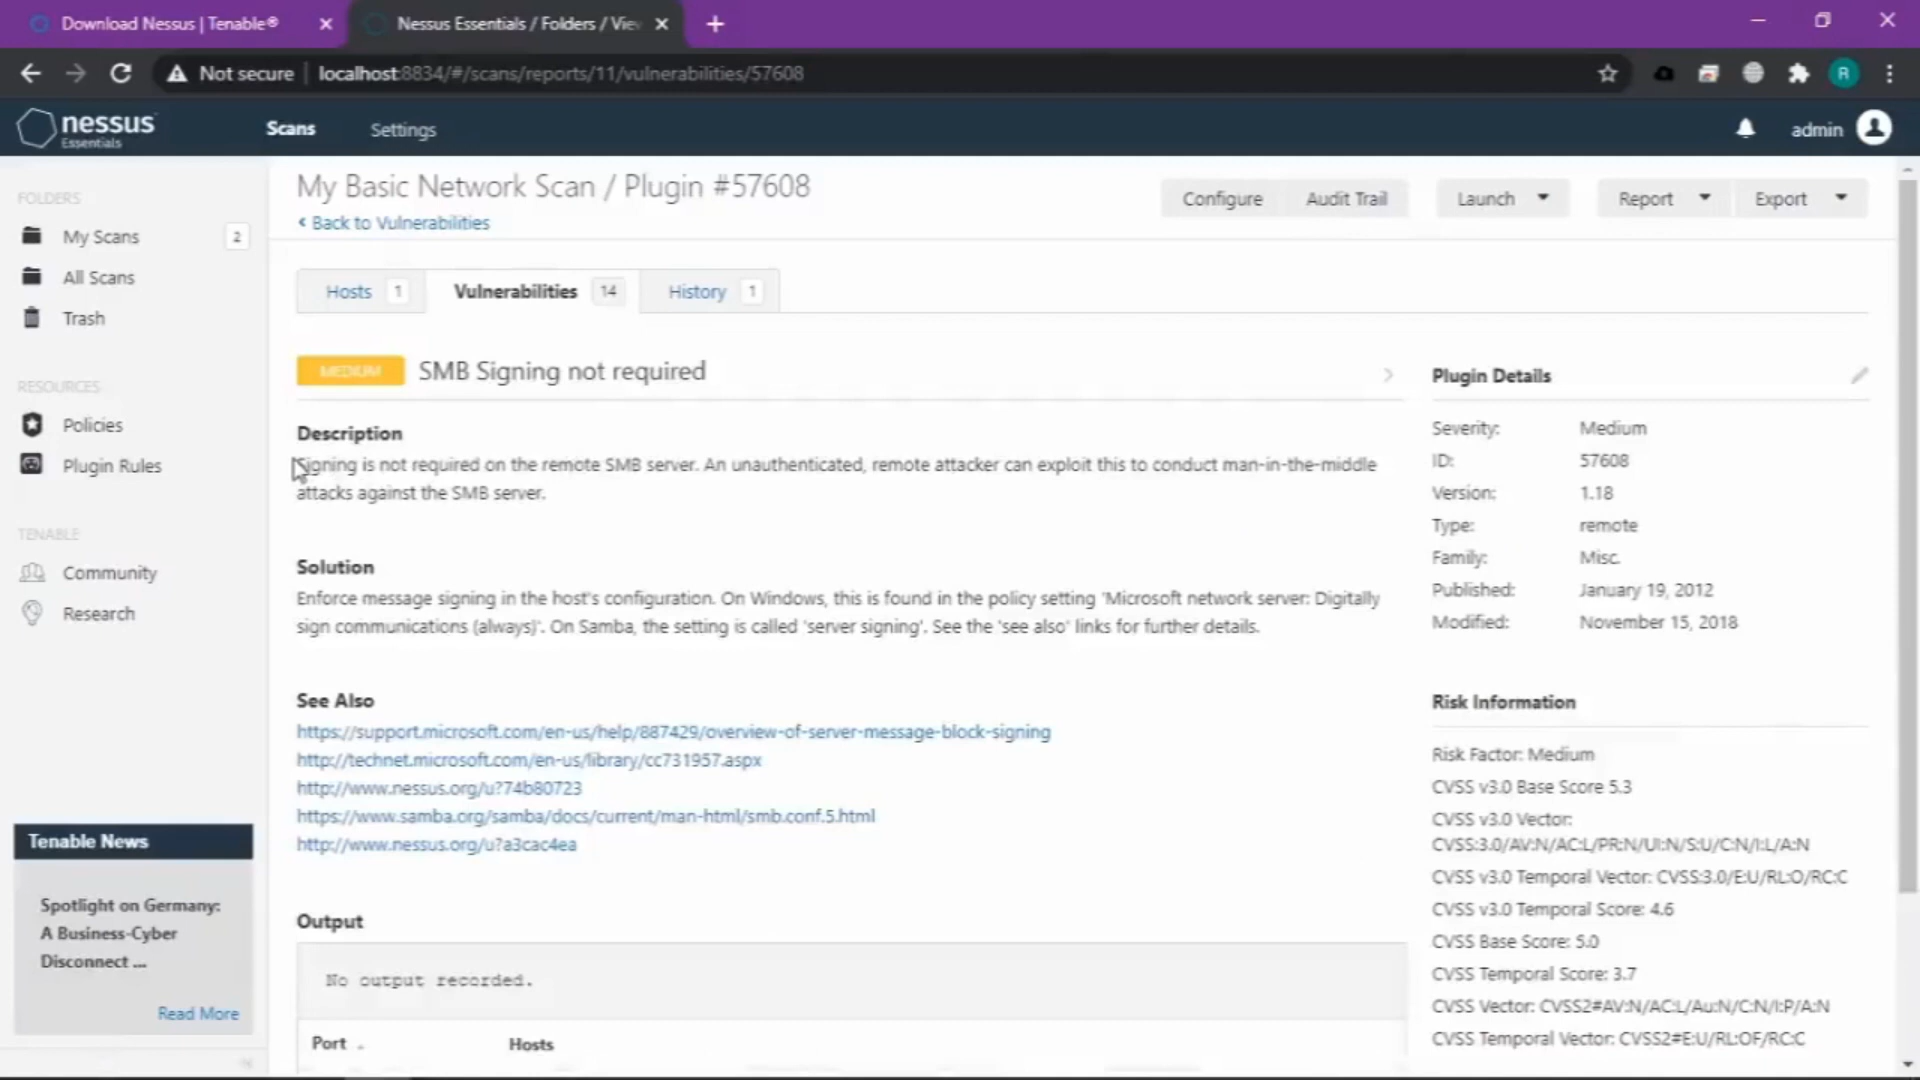 Download Nessus | Tenable®
Nessus Essentials / Folders / Vie
Not secure
localhost:8834/#/scans/reports/11/vulnerabilities/57608
R
nessus
Essentials
Scans
Settings
admin
FOLDERS
My Scans
2
All Scans
Trash
RESOURCES
Policies
Plugin Rules
TENABLE
Community
Research
Tenable News
Spotlight on Germany:
A Business-Cyber
Disconnect ...
Read More
My Basic Network Scan / Plugin #57608
‹ Back to Vulnerabilities
Configure
Audit Trail
Launch
Report
Export
Hosts 1
Vulnerabilities 14
History 1
MEDIUM
SMB Signing not required
Description
Signing is not required on the remote SMB server. An unauthenticated, remote attacker can exploit this to conduct man-in-the-middle
attacks against the SMB server.
Solution
Enforce message signing in the host's configuration. On Windows, this is found in the policy setting 'Microsoft network server: Digitally
sign communications (always)'. On Samba, the setting is called 'server signing'. See the 'see also' links for further details.
See Also
https://support.microsoft.com/en-us/help/887429/overview-of-server-message-block-signing
http://technet.microsoft.com/en-us/library/cc731957.aspx
http://www.nessus.org/u?74b80723
https://www.samba.org/samba/docs/current/man-html/smb.conf.5.html
http://www.nessus.org/u?a3cac4ea
Output
No output recorded.
Port
Hosts
Plugin Details
Severity: Medium
ID: 57608
Version: 1.18
Type: remote
Family: Misc.
Published: January 19, 2012
Modified: November 15, 2018
Risk Information
Risk Factor: Medium
CVSS v3.0 Base Score 5.3
CVSS v3.0 Vector:
CVSS:3.0/AV:N/AC:L/PR:N/UI:N/S:U/C:N/I:L/A:N
CVSS v3.0 Temporal Vector: CVSS:3.0/E:U/RL:O/RC:C
CVSS v3.0 Temporal Score: 4.6
CVSS Base Score: 5.0
CVSS Temporal Score: 3.7
CVSS Vector: CVSS2#AV:N/AC:L/Au:N/C:N/I:P/A:N
CVSS Temporal Vector: CVSS2#E:U/RL:OF/RC:C